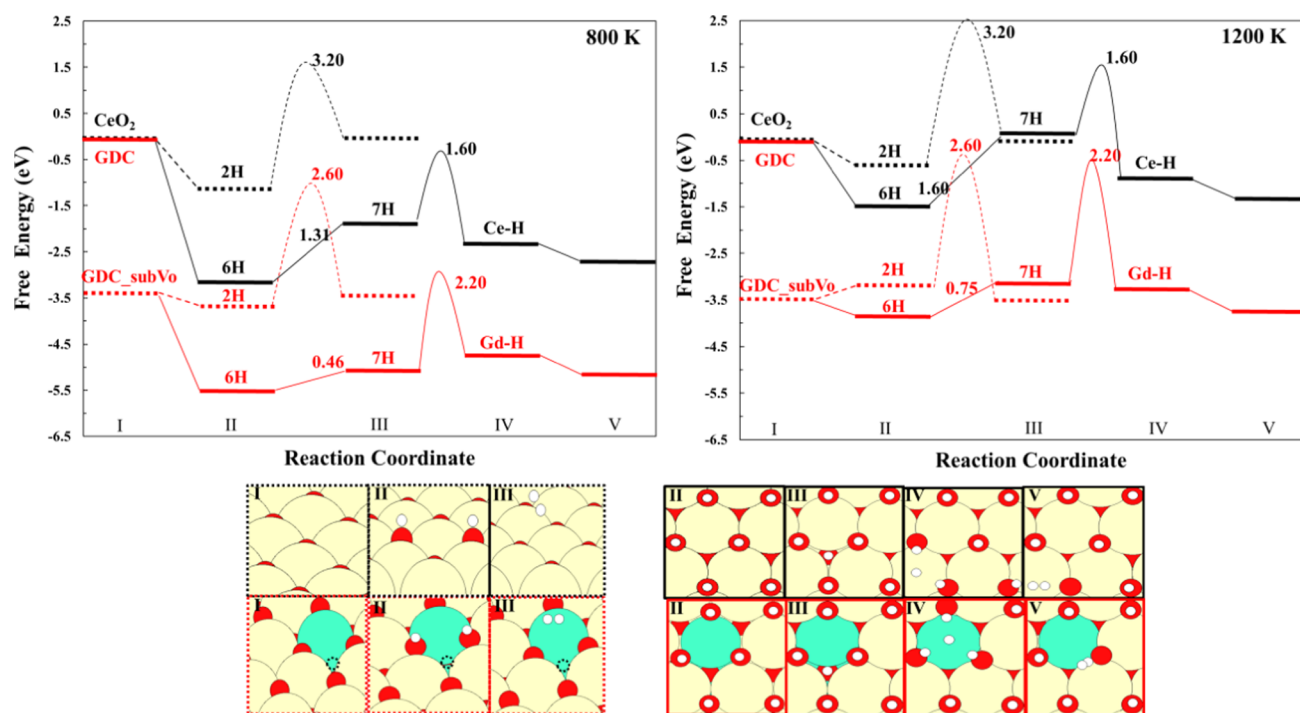 2.5
1.5
0.5
-0.5
-1.5
-2.5
-3.5
-4.5
-5.5
-6.5
Free Energy (eV)
800 K
CeO2
GDC
GDC_subVo
2H
6H
2H
6H
3.20
2.60
1.31
0.46
7H
7H
1.60
2.20
Ce-H
Gd-H
I
II
III
IV
V
Reaction Coordinate
2.5
1.5
0.5
-0.5
-1.5
-2.5
-3.5
-4.5
-5.5
-6.5
Free Energy (eV)
1200 K
CeO2
GDC
GDC_subVo
2H
6H
2H
6H
3.20
2.60
1.60
0.75
7H
7H
1.60
2.20
Ce-H
Gd-H
I
II
III
IV
V
Reaction Coordinate
I
II
III
I
II
III
II
III
IV
V
II
III
IV
V